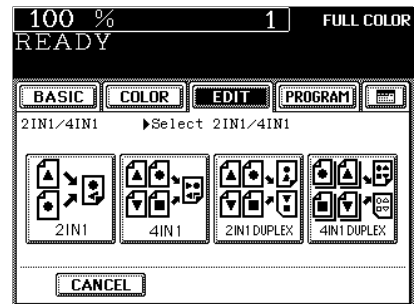 100 % 1 FULL COLOR
READY
BASIC COLOR EDIT PROGRAM
2IN1/4IN1 ▶Select 2IN1/4IN1
2IN1 4IN1 2IN1 DUPLEX 4IN1 DUPLEX
CANCEL